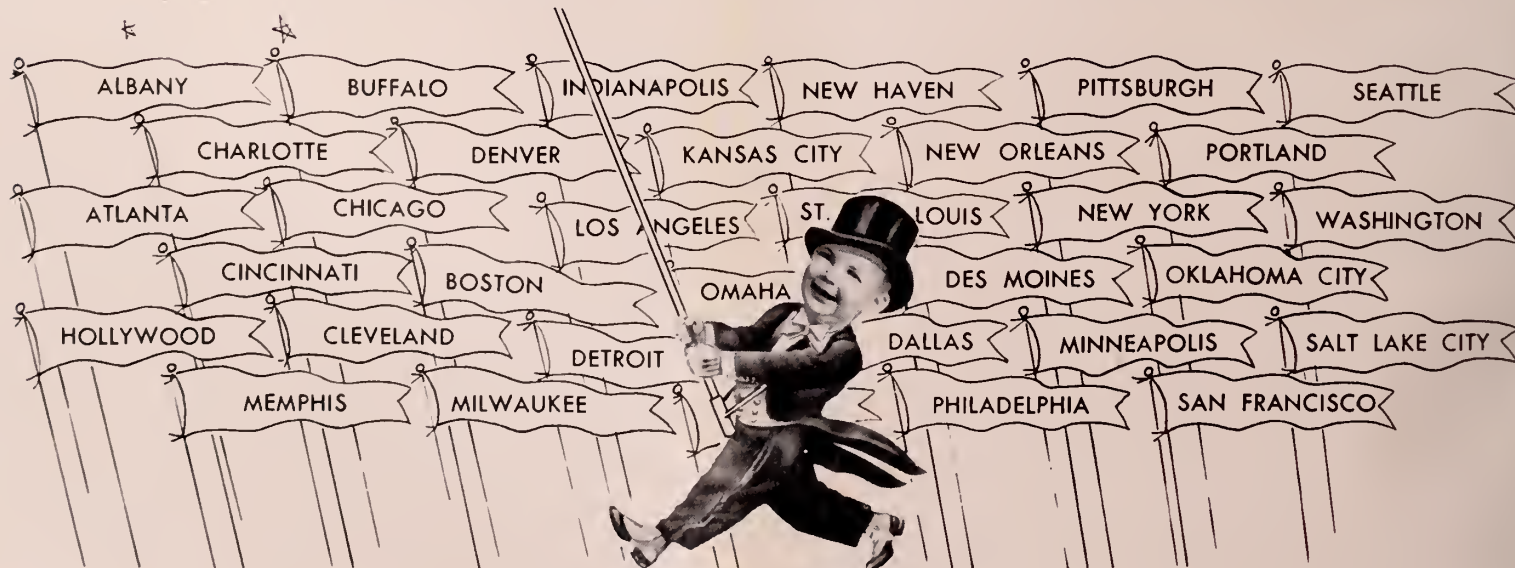 ALBANY BUFFALO INDIANAPOLIS NEW HAVEN PITTSBURGH SEATTLE
CHARLOTTE DENVER KANSAS CITY NEW ORLEANS PORTLAND
ATLANTA CHICAGO LOS ANGELES ST. LOUIS NEW YORK WASHINGTON
CINCINNATI BOSTON OMAHA DES MOINES OKLAHOMA CITY
HOLLYWOOD CLEVELAND DETROIT DALLAS MINNEAPOLIS SALT LAKE CITY
MEMPHIS MILWAUKEE PHILADELPHIA SAN FRANCISCO